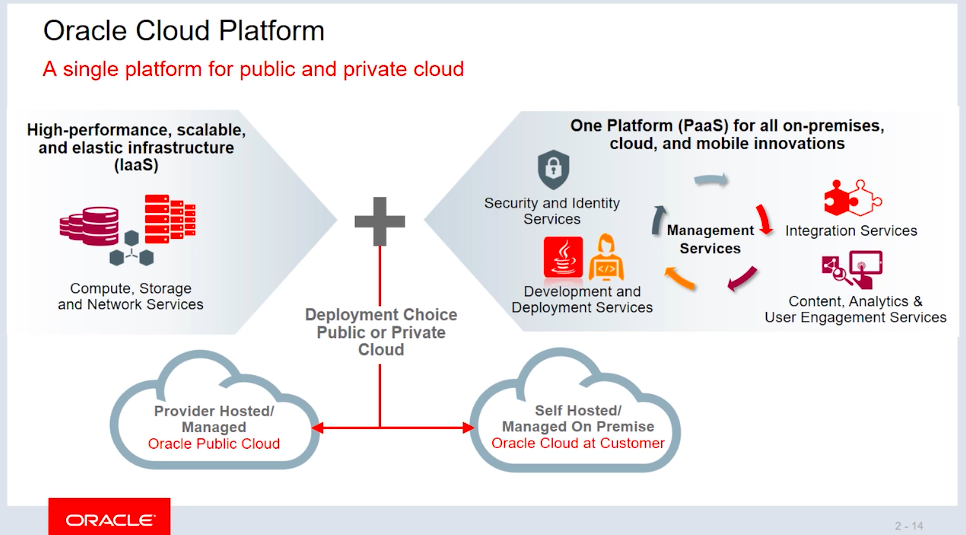 Oracle Cloud Platform
A single platform for public and private cloud
High-performance, scalable,
and elastic infrastructure
(IaaS)
Compute, Storage
and Network Services
One Platform (PaaS) for all on-premises,
cloud, and mobile innovations
Security and Identity
Services
Management
Services
Integration Services
Development and
Deployment Services
Content, Analytics &
User Engagement Services
Deployment Choice
Public or Private
Cloud
Provider Hosted/
Managed
Oracle Public Cloud
Self Hosted/
Managed On Premise
Oracle Cloud at Customer
ORACLE
2 - 14